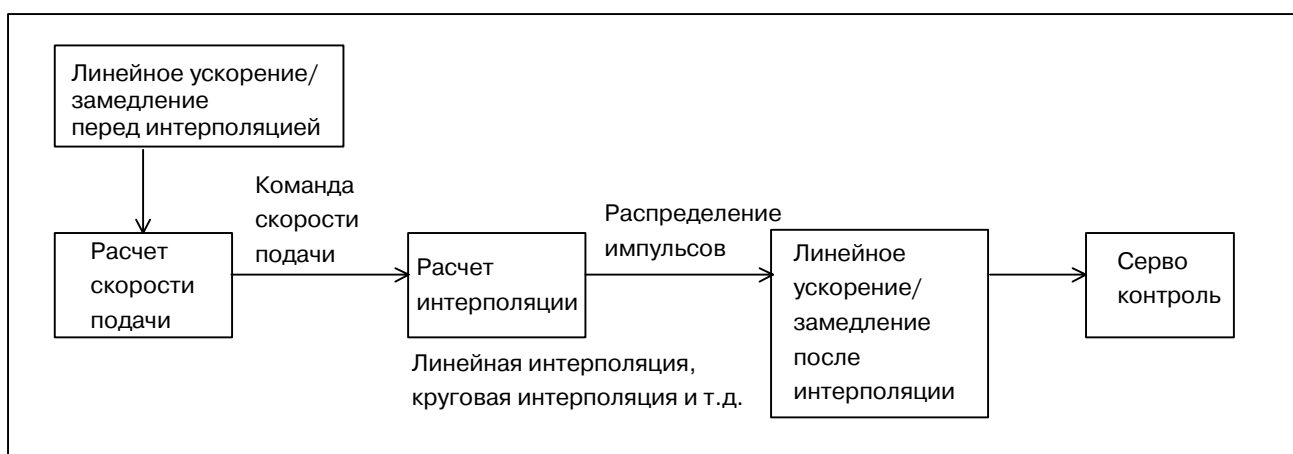 Линейное ускорение/
замедление
перед интерполяцией
Команда
скорости
подачи
Распределение
импульсов
Расчет
скорости
подачи
Расчет
интерполяции
Линейное
ускорение/
замедление
после
интерполяции
Серво
контроль
Линейная интерполяция,
круговая интерполяция и т.д.